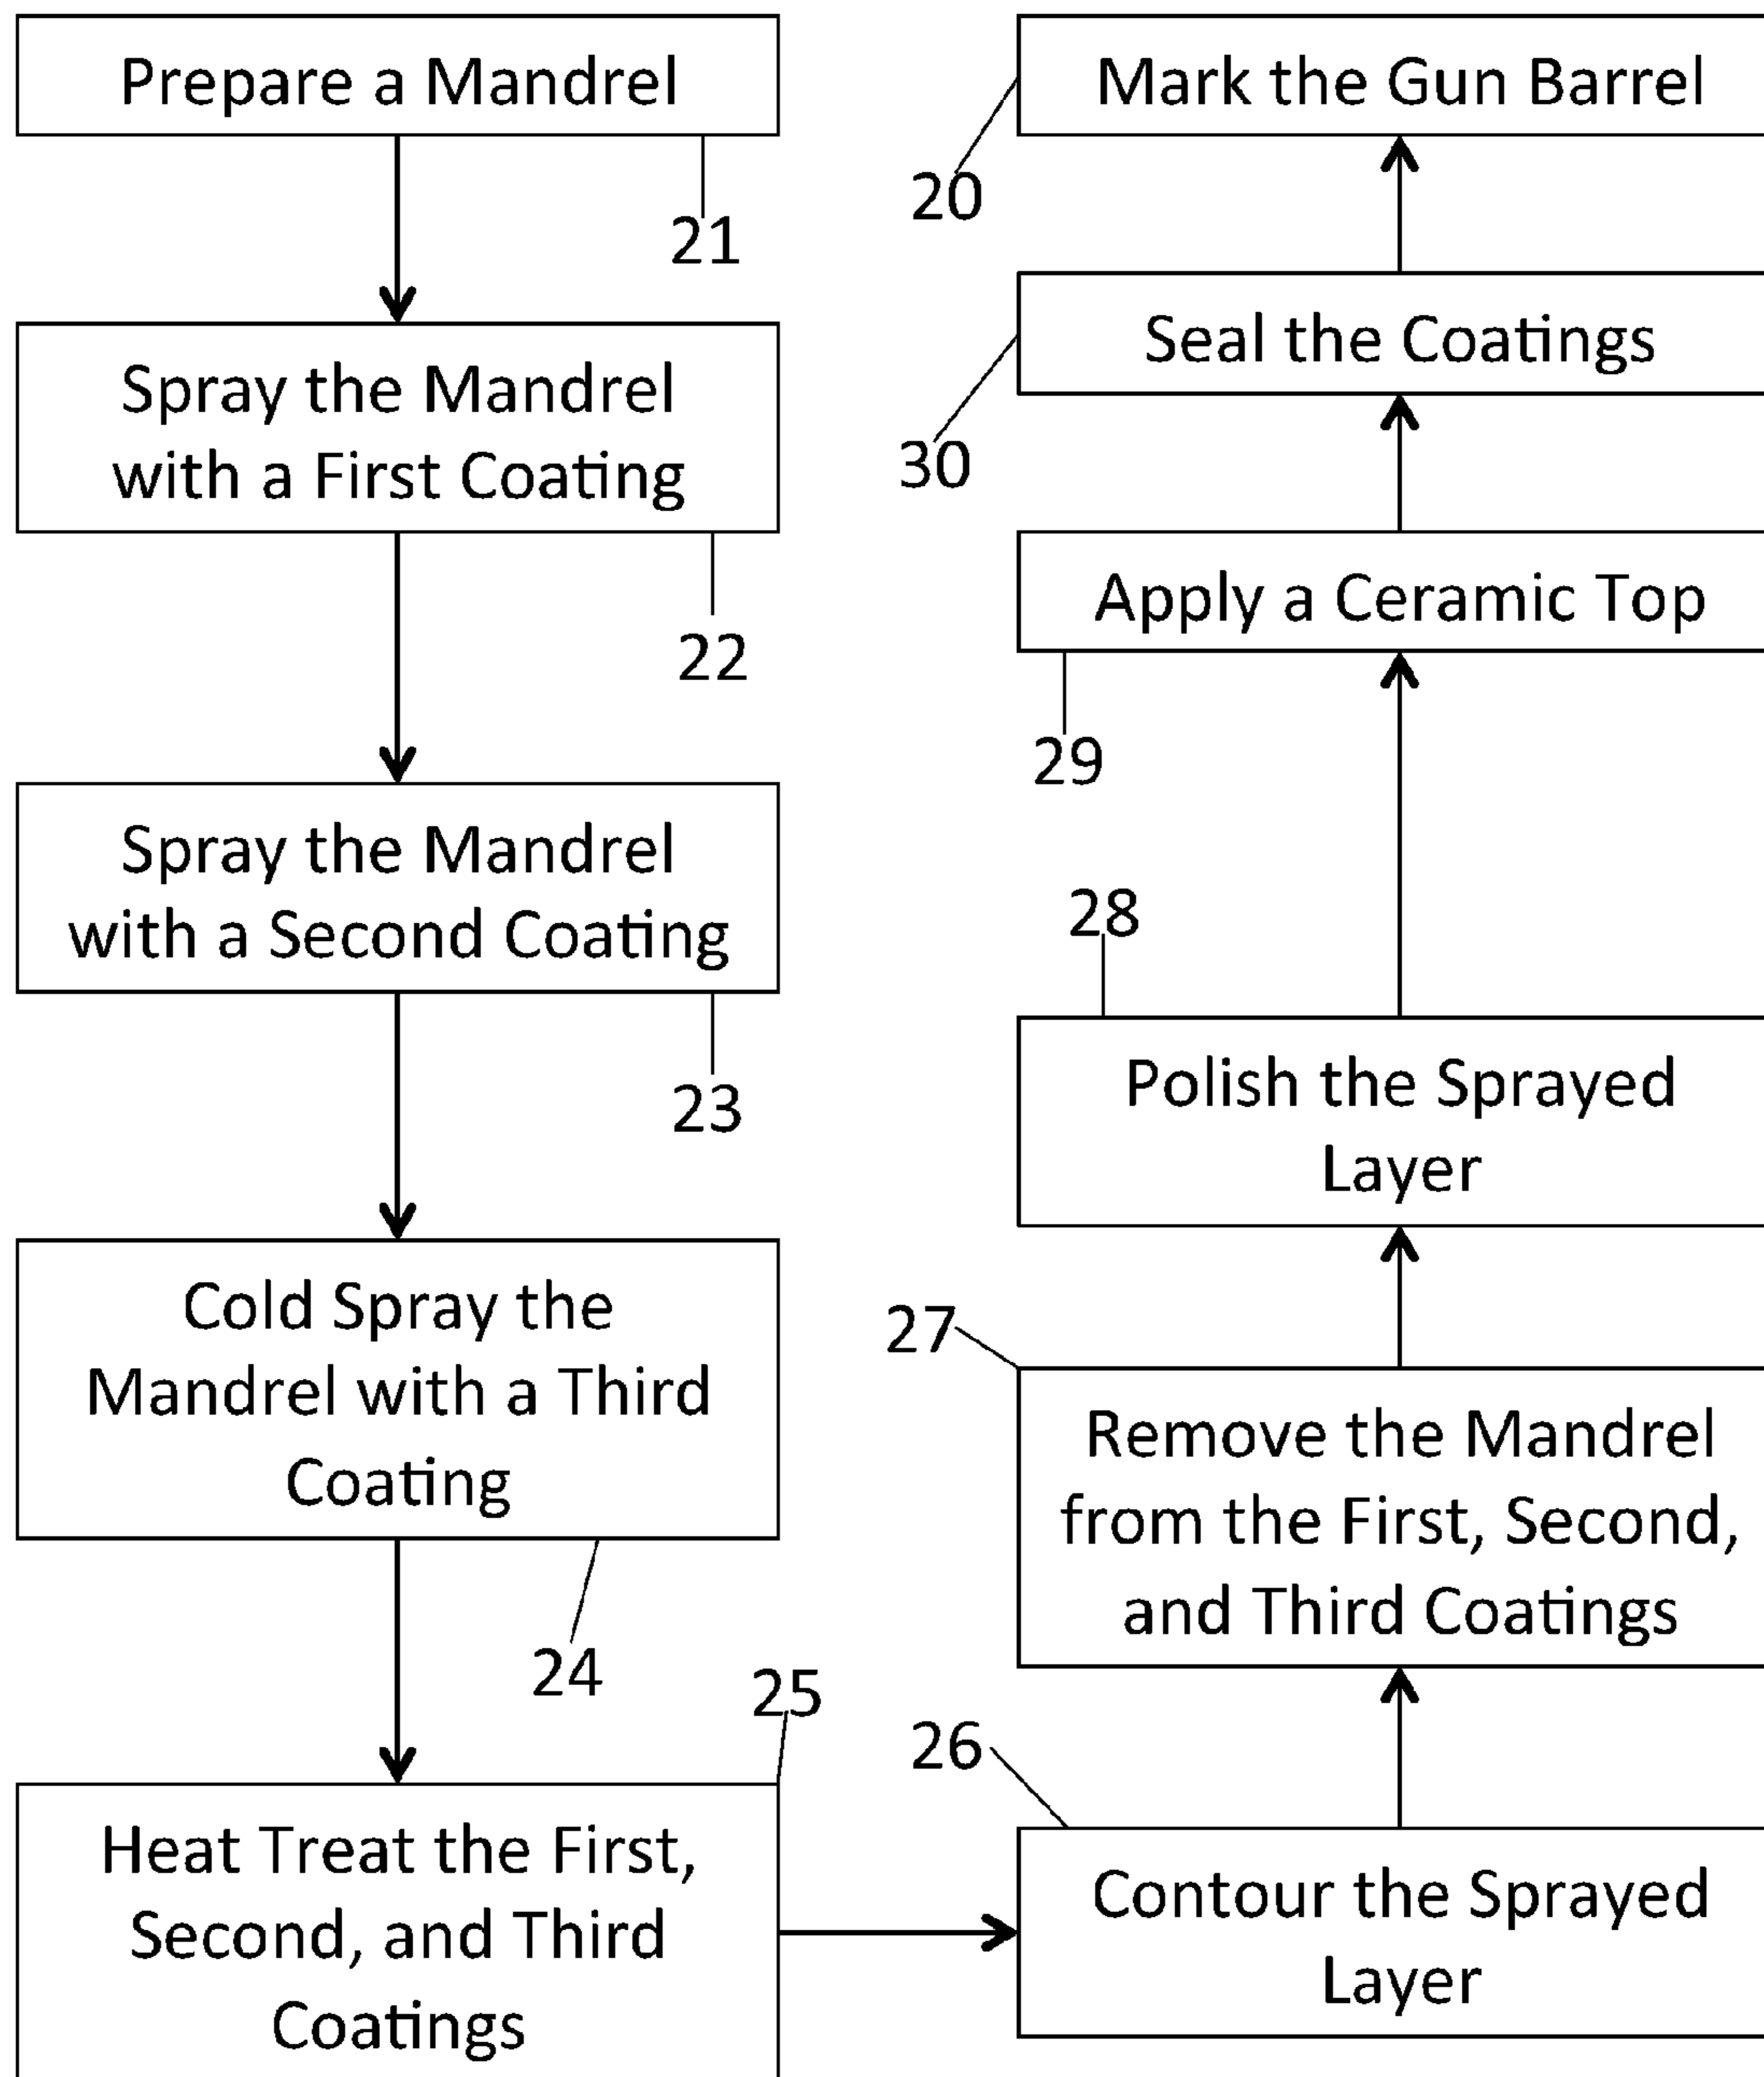 Prepare a Mandrel
21
Spray the Mandrel
with a First Coating
22
Spray the Mandrel
with a Second Coating
23
Cold Spray the
Mandrel with a Third
Coating
24
25
Heat Treat the First,
Second, and Third
Coatings
26
Contour the Sprayed
Layer
27
Remove the Mandrel
from the First, Second,
and Third Coatings
28
Polish the Sprayed
Layer
Apply a Ceramic Top
29
Seal the Coatings
30
Mark the Gun Barrel
20